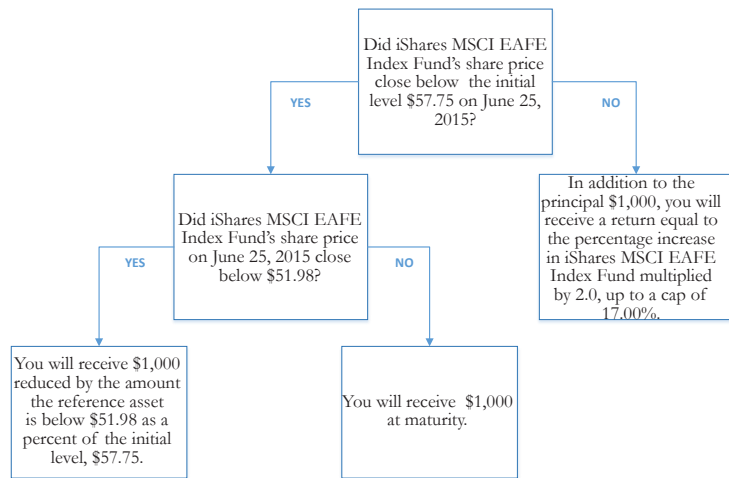 Did iShares MSCI EAFE
Index Fund's share price
close below the initial
level $57.75 on June 25,
2015?
YES
NO
Did iShares MSCI EAFE
Index Fund's share price
on June 25, 2015 close
below $51.98?
In addition to the
principal $1,000, you will
receive a return equal to
the percentage increase
in iShares MSCI EAFE
Index Fund multiplied
by 2.0, up to a cap of
17.00%.
YES
NO
You will receive $1,000
reduced by the amount
the reference asset
is below $51.98 as a
percent of the initial
level, $57.75.
You will receive $1,000
at maturity.